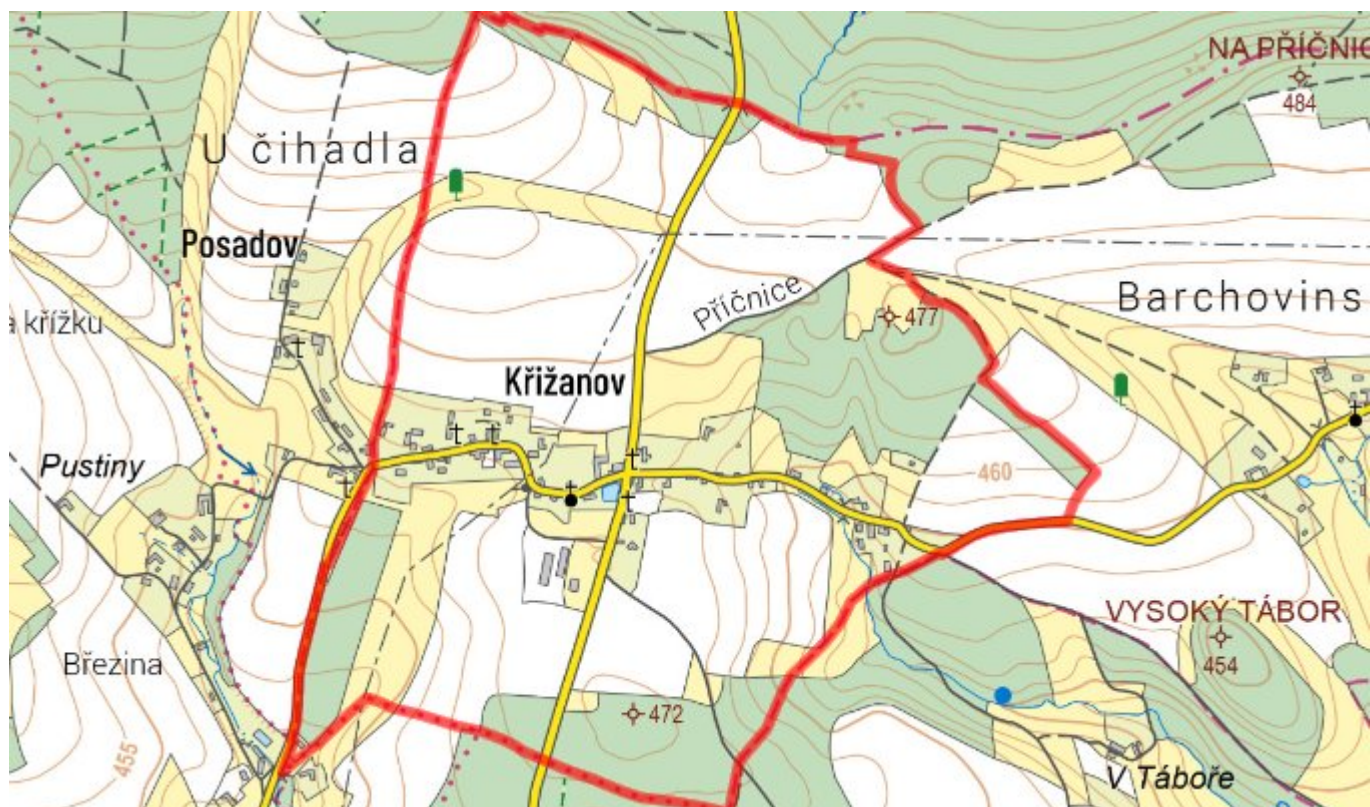 NA PŘÍČNIC
484
U čihadla
Posadov
Barchovins
Příčnice
477
a křížku
Křižanov
Pustiny
460
VYSOKÝ TÁBOR
454
Březina
472
455
V Táboře